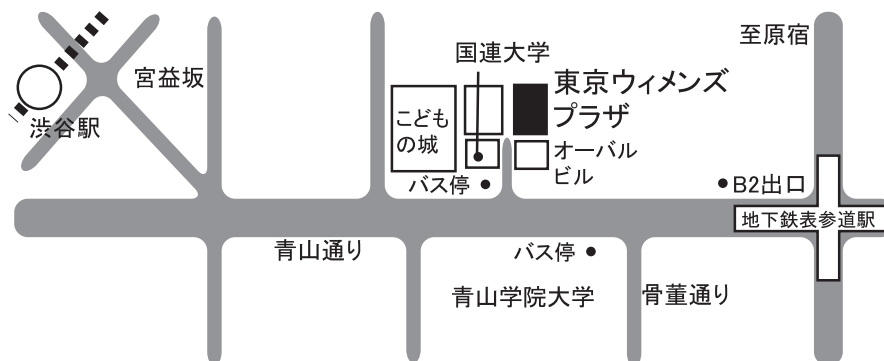 至原宿
国連大学
宮益坂
東京ウィメンズ
プラザ
こども
の城
渋谷駅
オーバル
ビル
バス停
B2出口
地下鉄表参道駅
青山通り
バス停
青山学院大学
骨董通り